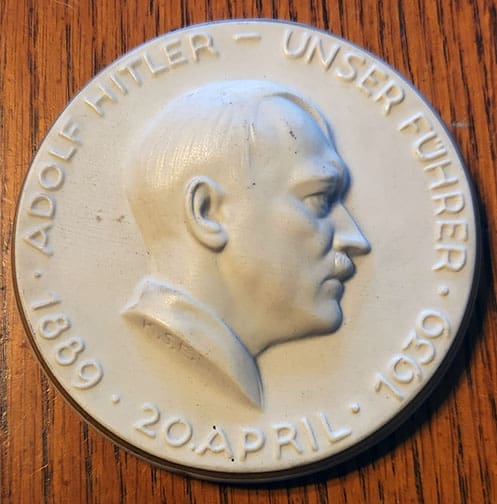 ADOLF HITLER – UNSER FÜHRER
· 1889 · 20.APRIL · 1939 ·